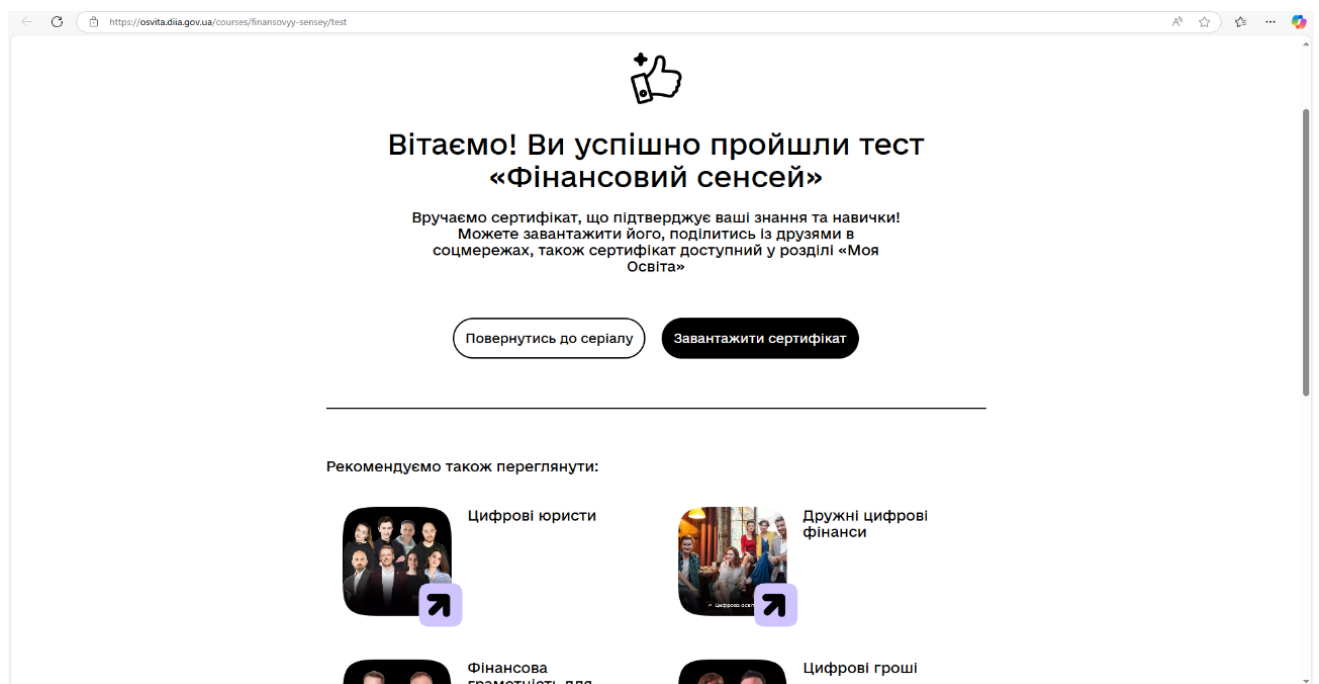 https://osvita.diia.gov.ua/courses/finansovyy-sensey/test
Вітаємо! Ви успішно пройшли тест
«Фінансовий сенсей»
Вручаємо сертифікат, що підтверджує ваші знання та навички!
Можете завантажити його, поділитись із друзями в
соцмережах, також сертифікат доступний у розділі «Моя
Освіта»
Повернутись до серіалу
Завантажити сертифікат
Рекомендуємо також переглянути:
Цифрові юристи
Дружні цифрові
фінанси
Фінансова
грамотність для
Цифрові гроші